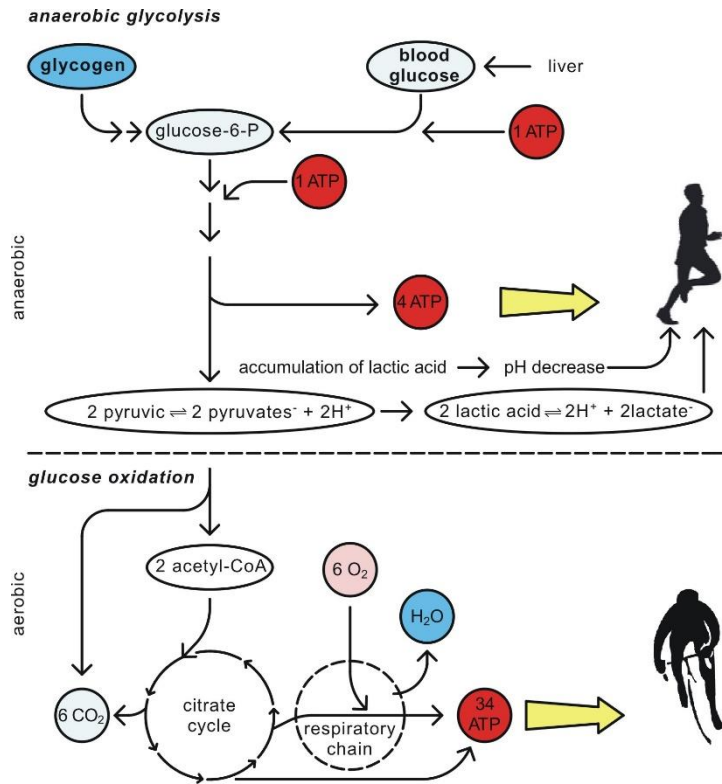 anaerobic glycolysis
glycogen
blood
glucose
liver
glucose-6-P
1 ATP
1 ATP
anaerobic
4 ATP
accumulation of lactic acid
pH decrease
2 pyruvic ⇌ 2 pyruvates⁻ + 2H⁺
2 lactic acid ⇌ 2H⁺ + 2lactate⁻
glucose oxidation
2 acetyl-CoA
6 O₂
H₂O
aerobic
6 CO₂
citrate
cycle
respiratory
chain
34
ATP